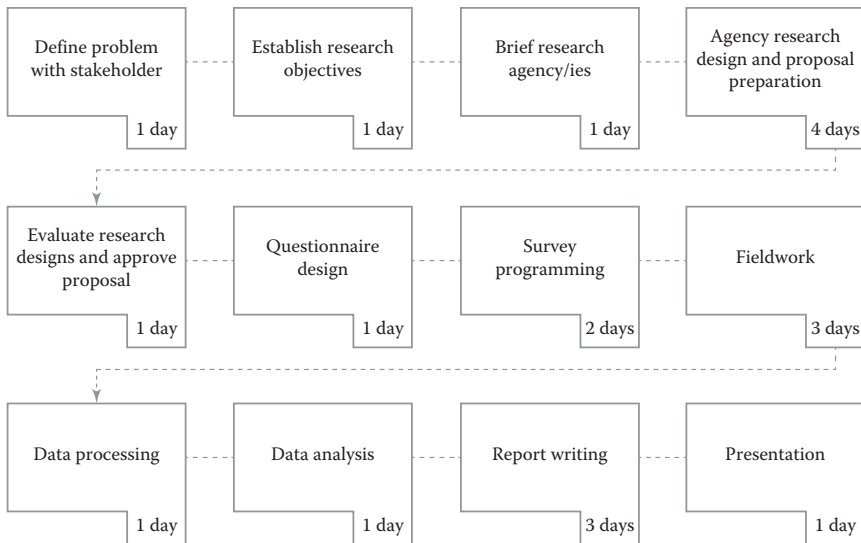 Define problem
with stakeholder
1 day
Establish research
objectives
1 day
Brief research
agency/ies
1 day
Agency research
design and proposal
preparation
4 days
Evaluate research
designs and approve
proposal
1 day
Questionnaire
design
1 day
Survey
programming
2 days
Fieldwork
3 days
Data processing
1 day
Data analysis
1 day
Report writing
3 days
Presentation
1 day